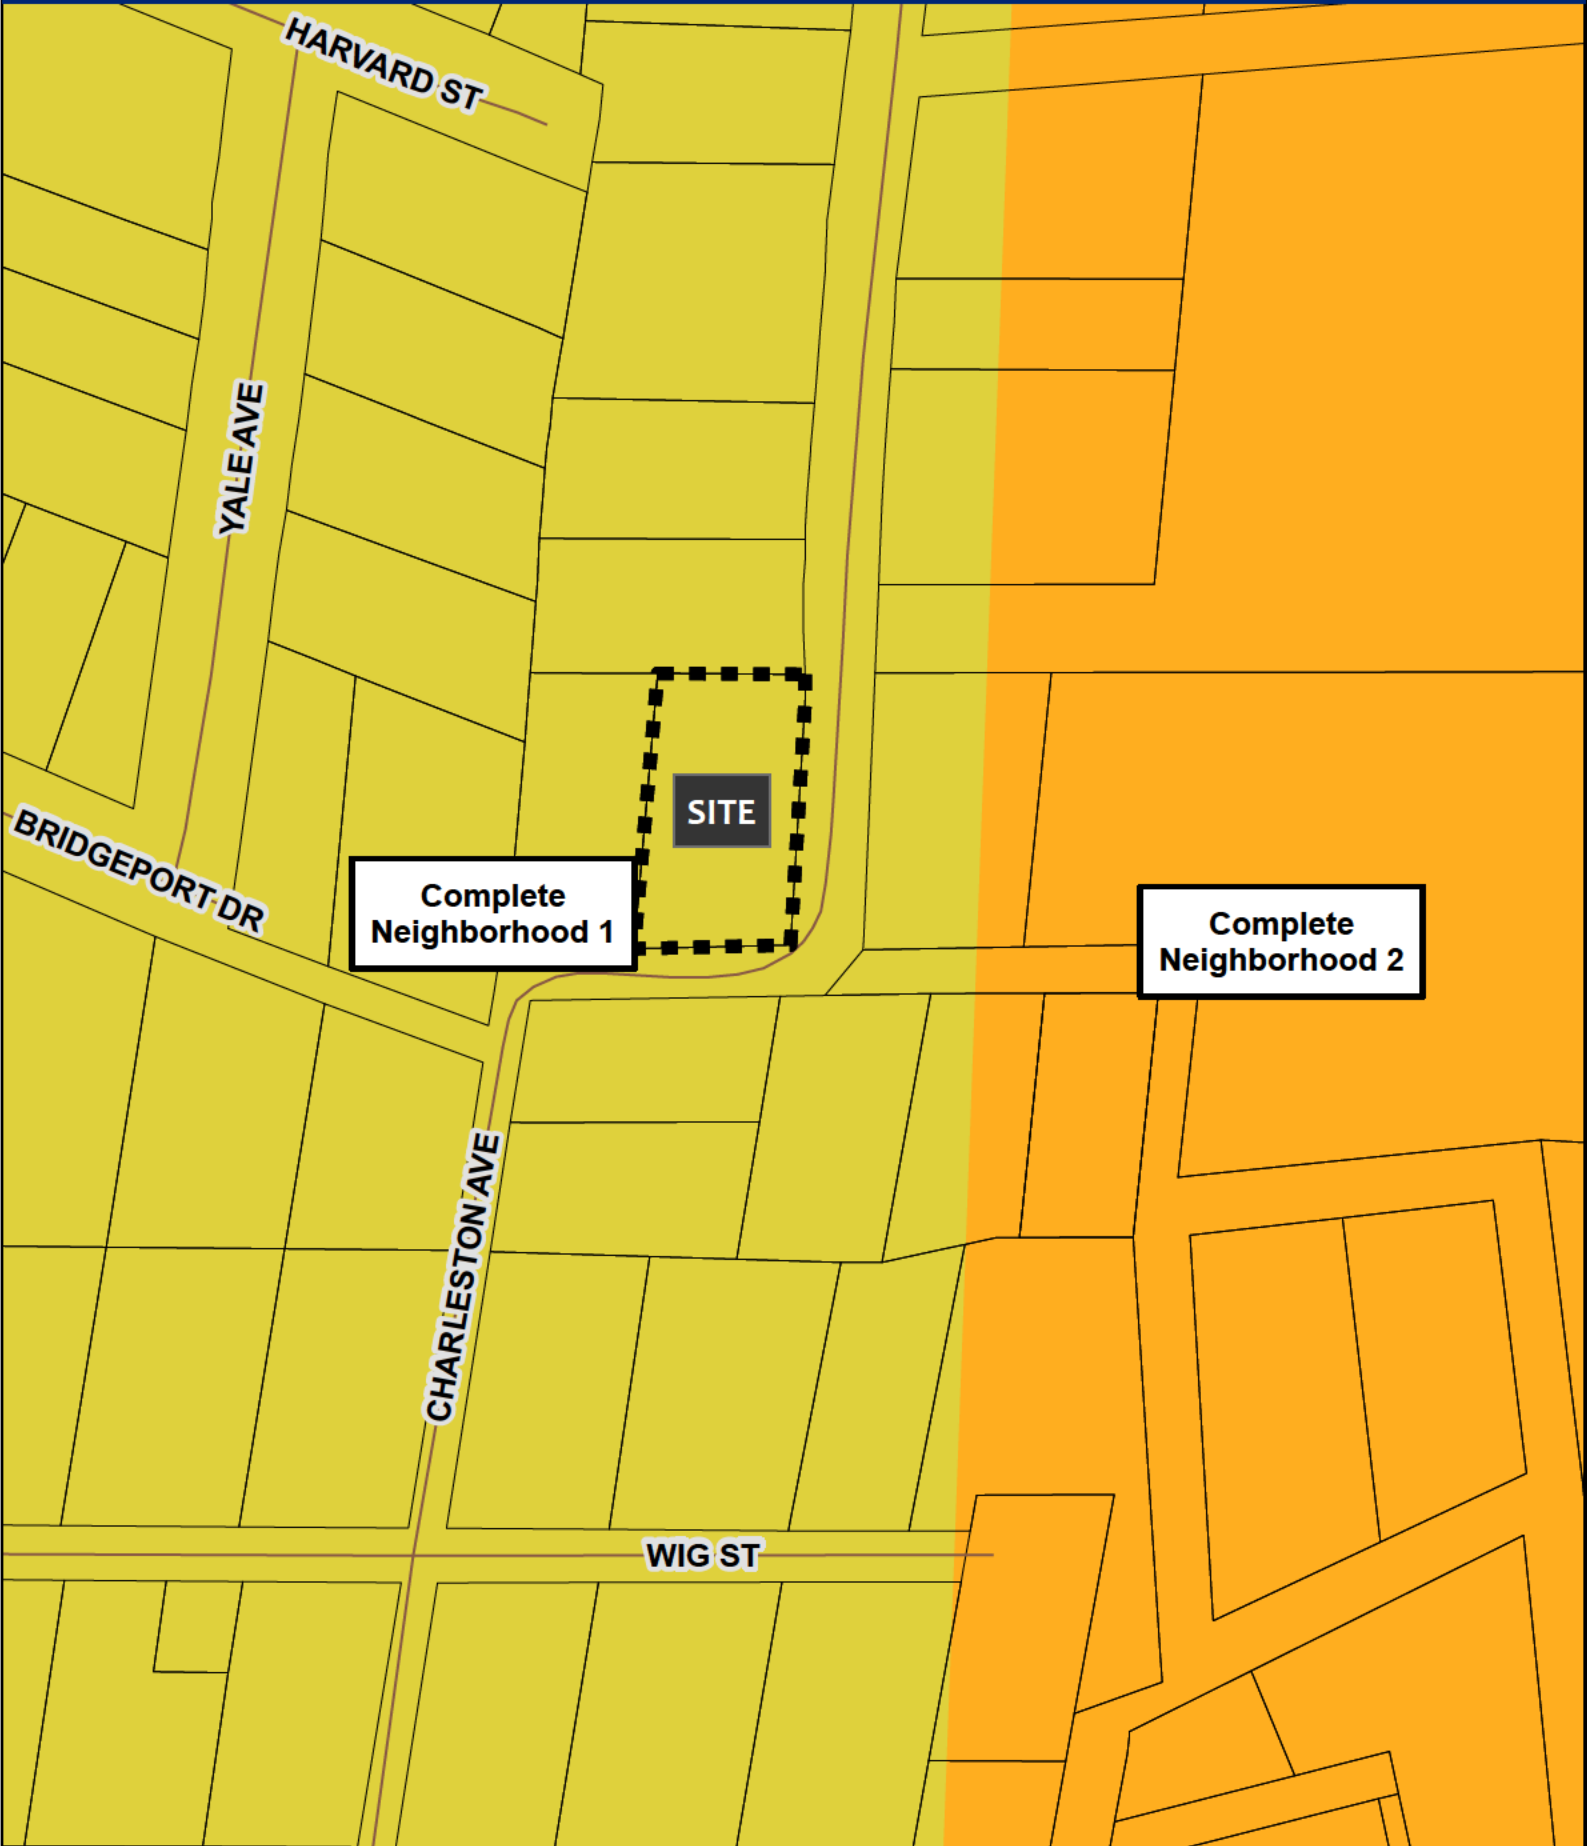 HARVARD ST
YALE AVE
SITE
BRIDGEPORT DR
Complete
Neighborhood 1
Complete
Neighborhood 2
CHARLESTON AVE
WIG ST